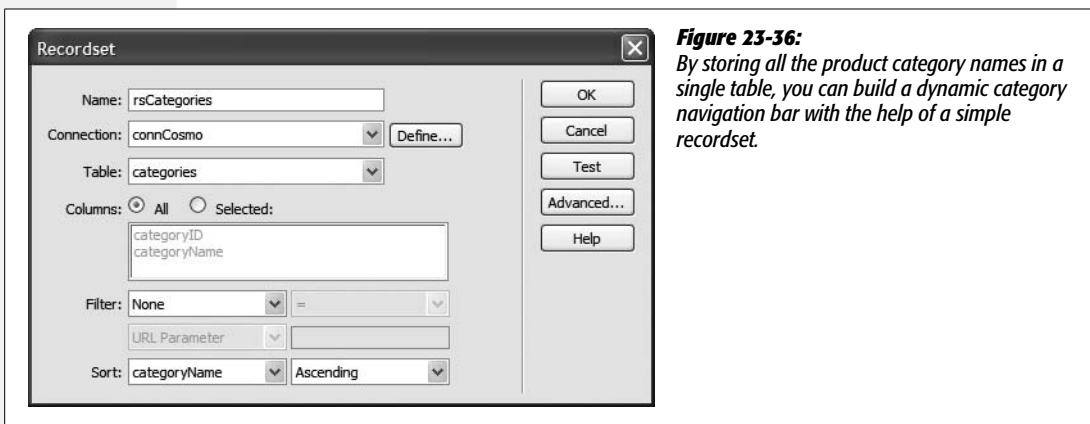 Recordset
Name: rsCategories
Connection: connCosmo Define...
Table: categories
Columns: All Selected:
categoryID
categoryName
Filter: None =
URL Parameter
Sort: categoryName Ascending
OK
Cancel
Test
Advanced...
Help
Figure 23-36:
By storing all the product category names in a
single table, you can build a dynamic category
navigation bar with the help of a simple
recordset.